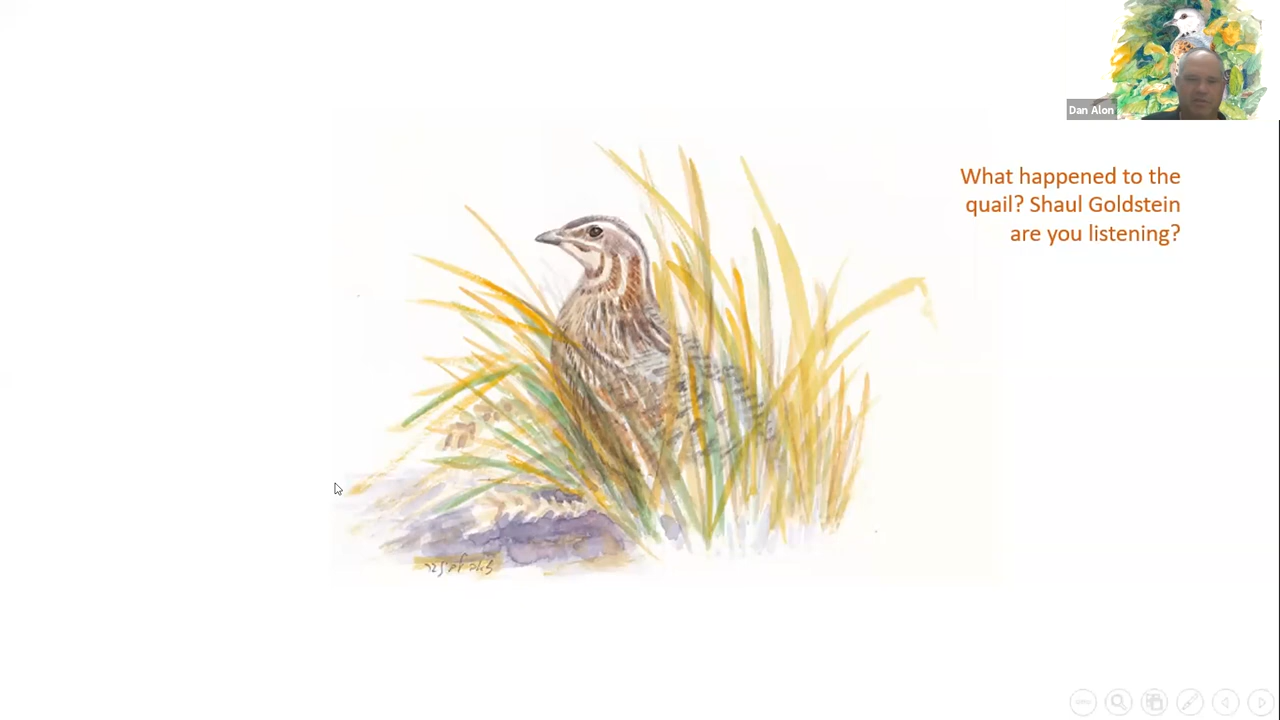 Dan Alon
What happened to the
quail? Shaul Goldstein
are you listening?